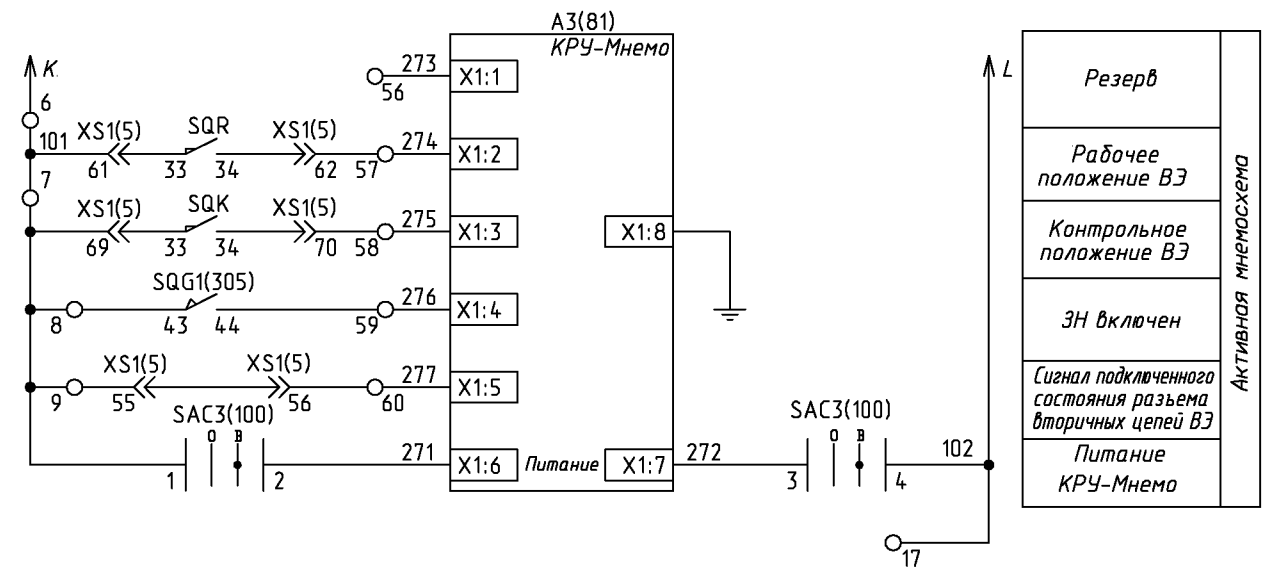 A3(81)
КРУ-Мнемо
K
L
6
101
7
273
56
X1:1
XS1(5)
SQR
XS1(5)
274
61
33
34
62
57
X1:2
XS1(5)
SQK
XS1(5)
275
69
33
34
70
58
X1:3
X1:8
SQG1(305)
276
8
43
44
59
X1:4
XS1(5)
XS1(5)
277
9
55
56
60
X1:5
SAC3(100)
О В
1
2
271
X1:6
Питание
X1:7
272
SAC3(100)
О В
3
4
102
17
Резерв
Рабочее
положение ВЭ
Контрольное
положение ВЭ
ЗН включен
Сигнал подключенного
состояния разъема
вторичных цепей ВЭ
Питание
КРУ-Мнемо
Активная мнемосхема